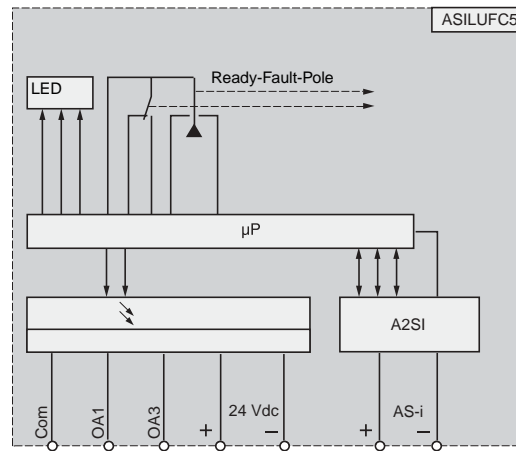 ASILUFC5
LED
Ready-Fault-Pole
µP
A2SI
Com
OA1
OA3
+
24 Vdc
–
+
AS-i
–